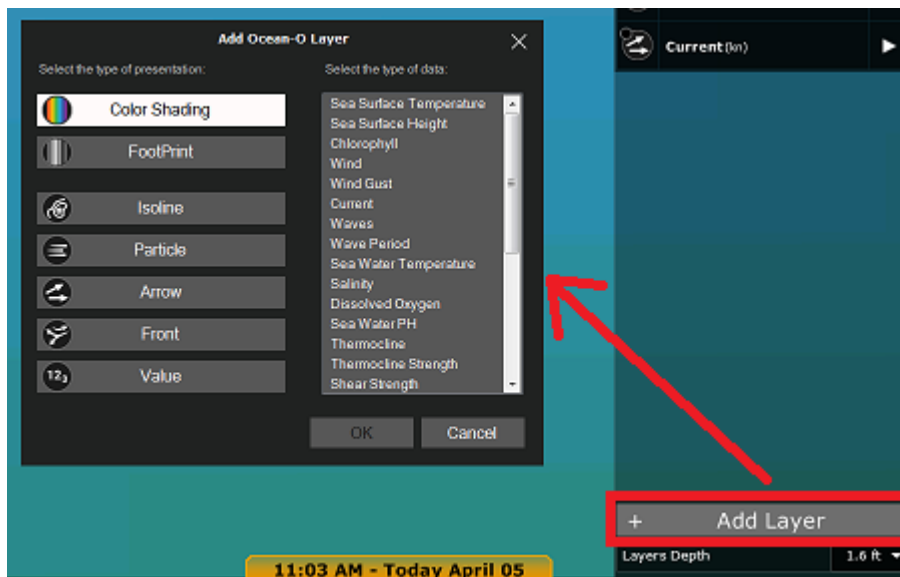 Add Ocean-O Layer
Select the type of presentation:
Select the type of data:
Color Shading
FootPrint
Isoline
Particle
Arrow
Front
123
Value
Sea Surface Temperature
Sea Surface Height
Chlorophyll
Wind
Wind Gust
Current
Waves
Wave Period
Sea Water Temperature
Salinity
Dissolved Oxygen
Sea Water PH
Thermocline
Thermocline Strength
Shear Strength
OK
Cancel
Current (kn)
+ Add Layer
Layers Depth
1.6 ft
11:03 AM - Today April 05